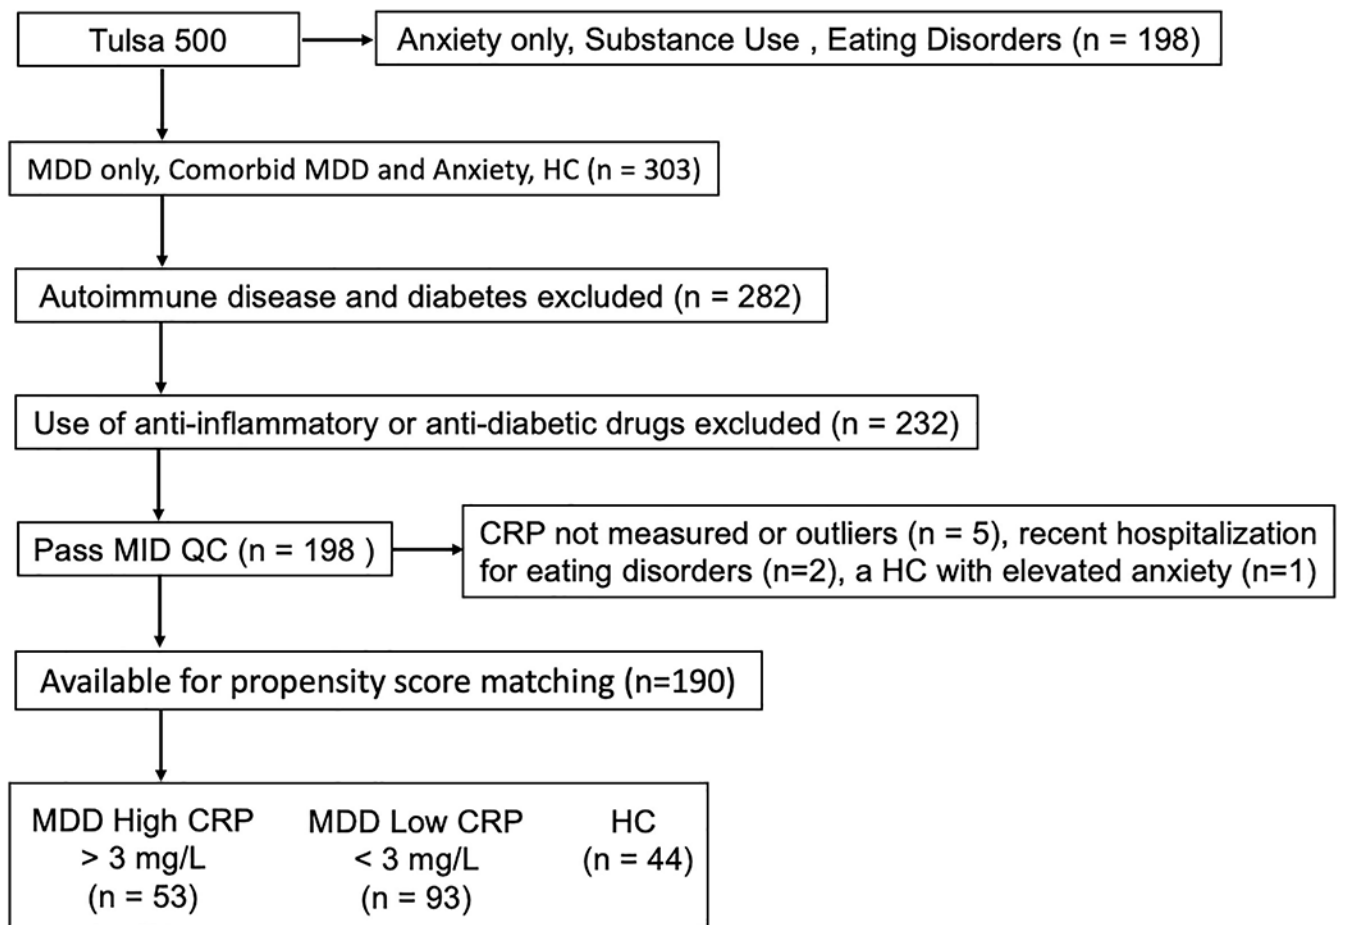 Tulsa 500
Anxiety only, Substance Use , Eating Disorders (n = 198)
MDD only, Comorbid MDD and Anxiety, HC (n = 303)
Autoimmune disease and diabetes excluded (n = 282)
Use of anti-inflammatory or anti-diabetic drugs excluded (n = 232)
Pass MID QC (n = 198 )
CRP not measured or outliers (n = 5), recent hospitalization
for eating disorders (n=2), a HC with elevated anxiety (n=1)
Available for propensity score matching (n=190)
MDD High CRP
> 3 mg/L
(n = 53)
MDD Low CRP
< 3 mg/L
(n = 93)
HC
(n = 44)